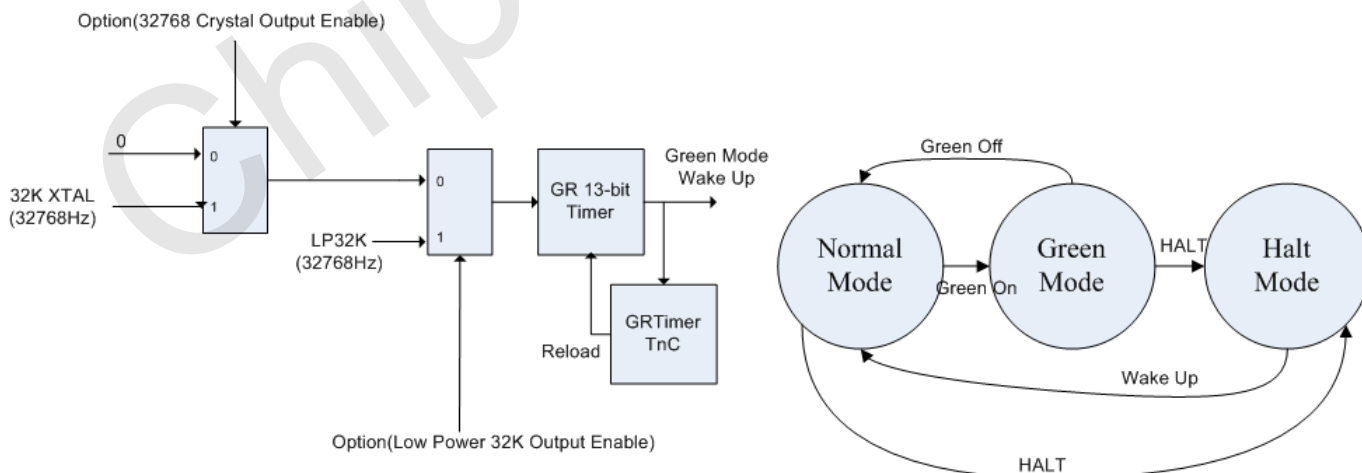 Option(32768 Crystal Output Enable)
Chip
0
0
32K XTAL
(32768Hz)
1
0
LP32K
(32768Hz)
1
GR 13-bit
Timer
Green Mode
Wake Up
GRTimer
TnC
Reload
Option(Low Power 32K Output Enable)
Green Off
Normal
Mode
Green On
Green
Mode
HALT
Halt
Mode
Wake Up
HALT